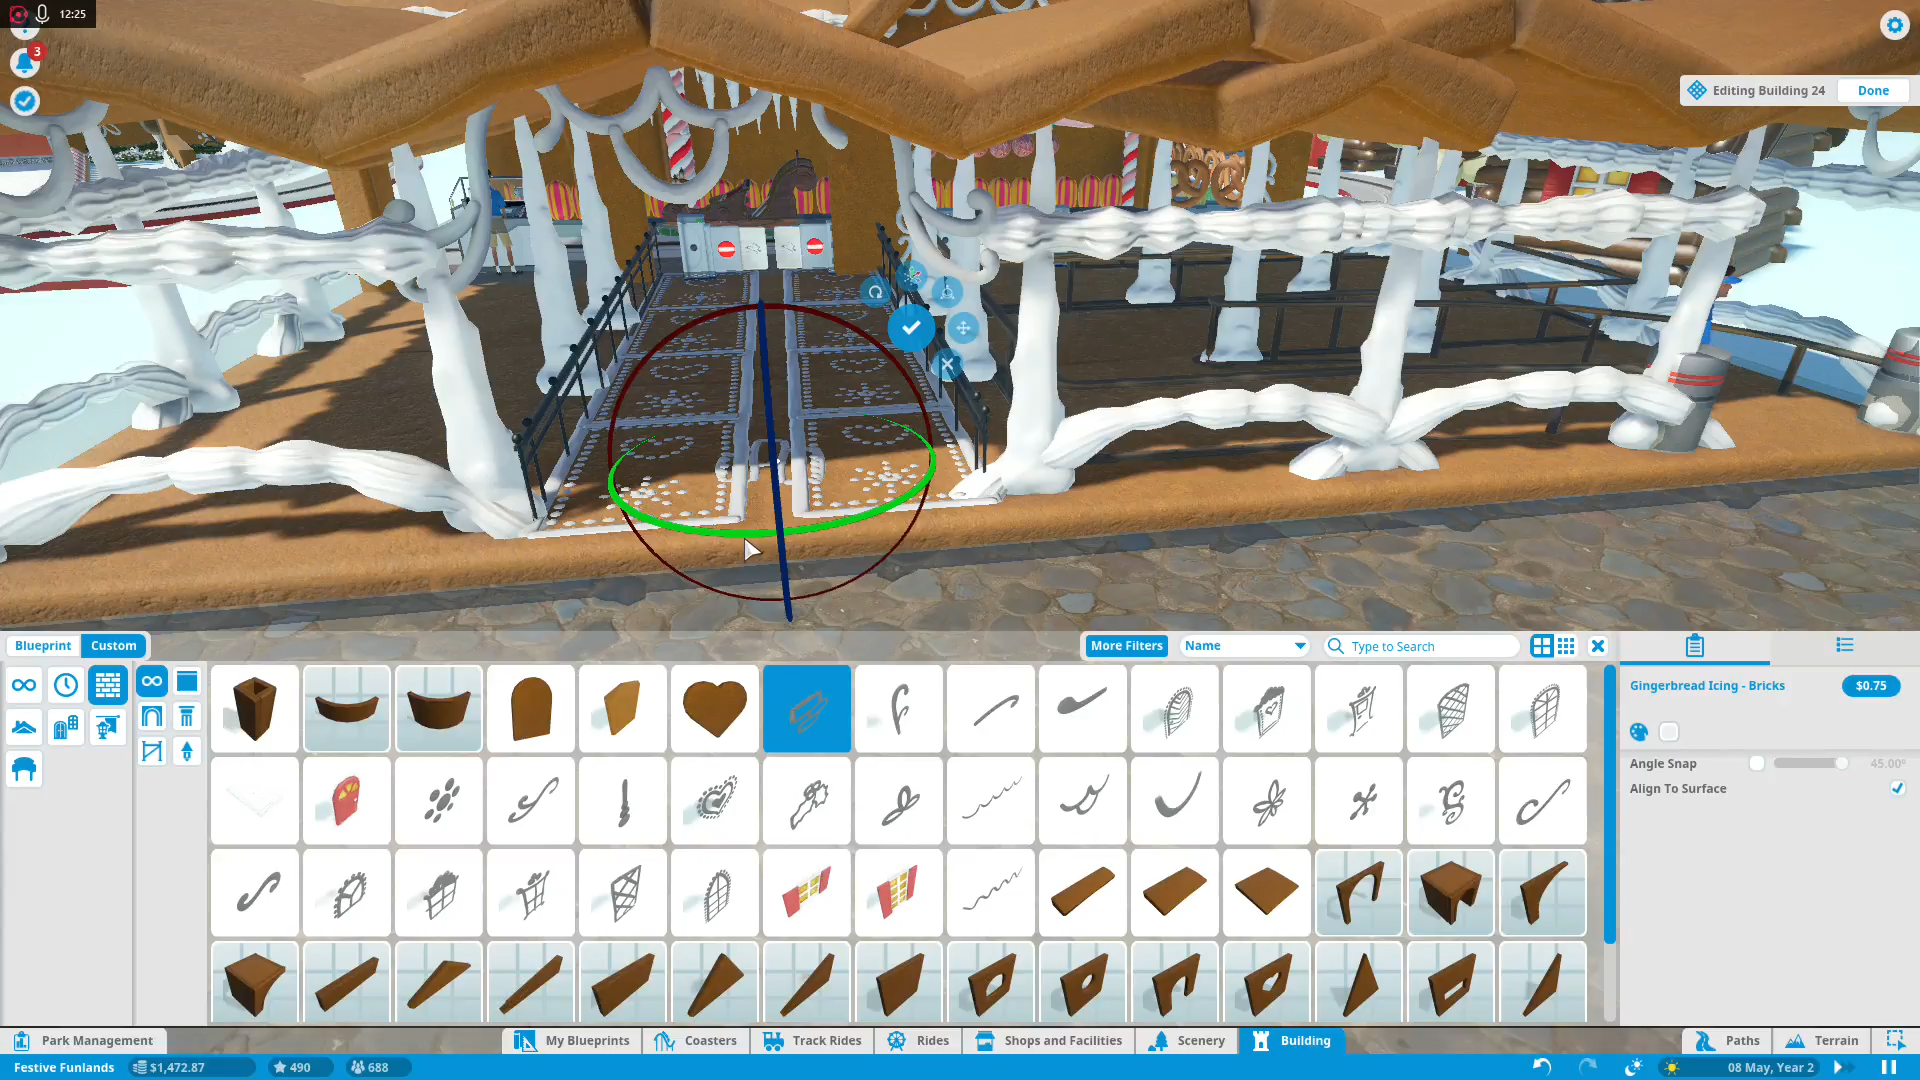 12:25
3
Editing Building 24
Done
Blueprint
Custom
More Filters
Name
Type to Search
Gingerbread Icing - Bricks
$0.75
Angle Snap
45.00°
Align To Surface
Park Management
My Blueprints
Coasters
Track Rides
Rides
Shops and Facilities
Scenery
Building
Paths
Terrain
Festive Funlands
$1,472.87
490
688
08 May, Year 2